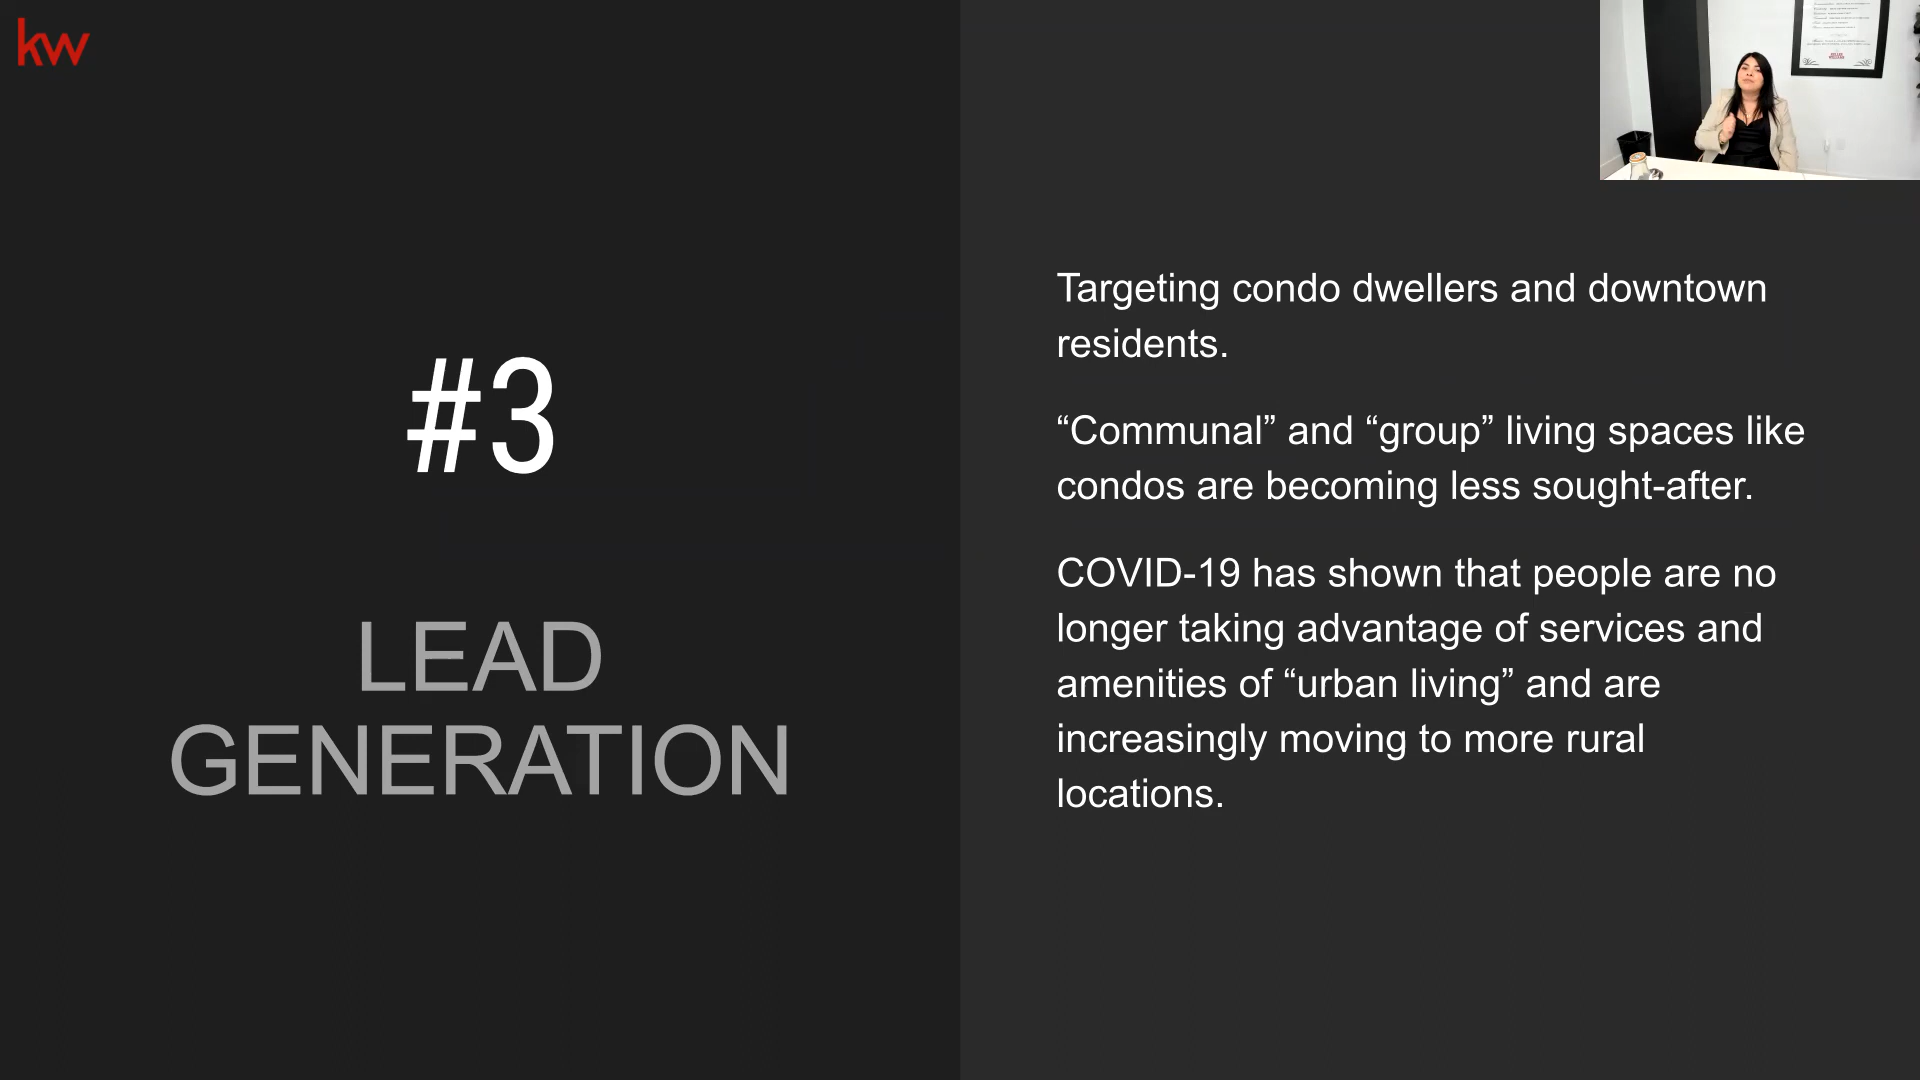 kw
#3
LEAD
GENERATION
Targeting condo dwellers and downtown
residents.
“Communal” and “group” living spaces like
condos are becoming less sought-after.
COVID-19 has shown that people are no
longer taking advantage of services and
amenities of “urban living” and are
increasingly moving to more rural
locations.